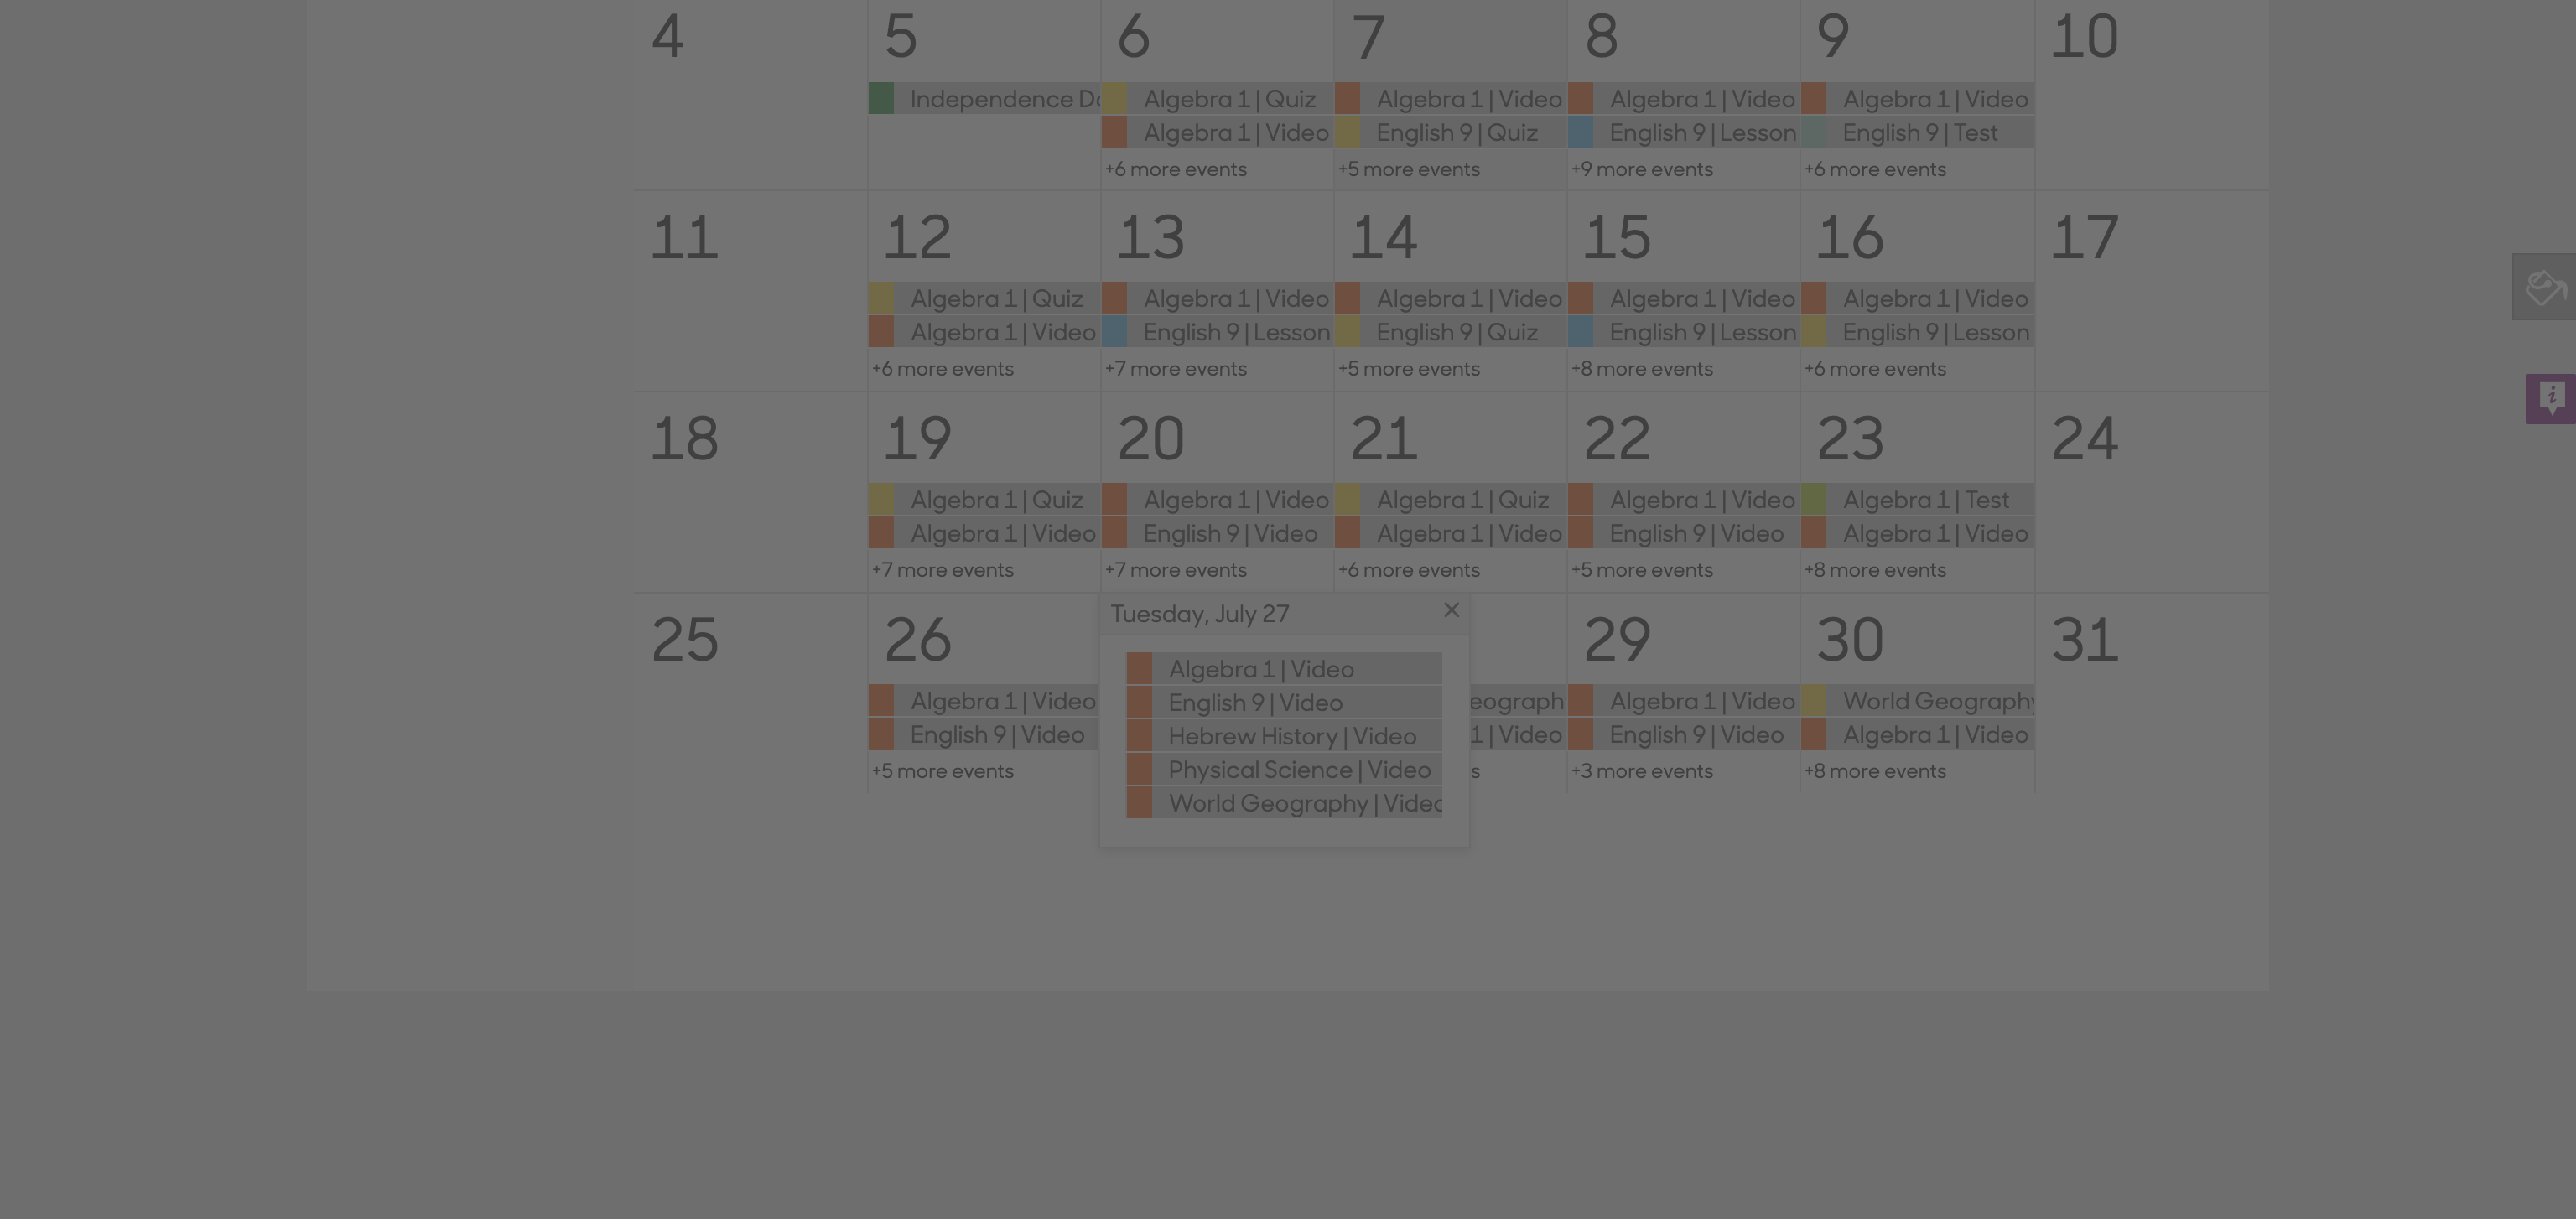 4 5 6 7 8 9 10
Independence Algebra 1 | Quiz Algebra 1 | Video Algebra 1 | Video Algebra 1 | Video
Algebra 1 | Video English 9 | Quiz English 9 | Lesson English 9 | Test
+6 more events +5 more events +9 more events +6 more events
11 12 13 14 15 16 17
Algebra 1 | Quiz Algebra 1 | Video Algebra 1 | Video Algebra 1 | Video Algebra 1 | Video
Algebra 1 | Video English 9 | Lesson English 9 | Quiz English 9 | Lesson English 9 | Lesson
+6 more events +7 more events +5 more events +8 more events +6 more events
18 19 20 21 22 23 24
Algebra 1 | Quiz Algebra 1 | Video Algebra 1 | Quiz Algebra 1 | Video Algebra 1 | Test
Algebra 1 | Video English 9 | Video Algebra 1 | Video English 9 | Video Algebra 1 | Video
+7 more events +7 more events +6 more events +5 more events +8 more events
Tuesday, July 27 ×
25 26 29 30 31
Algebra 1 | Video
English 9 | Video
Hebrew History | Video
Physical Science | Video
World Geography | Video
Algebra 1 | Video Algebra 1 | Video World Geography
English 9 | Video 1 | Video English 9 | Video Algebra 1 | Video
+5 more events +3 more events +8 more events